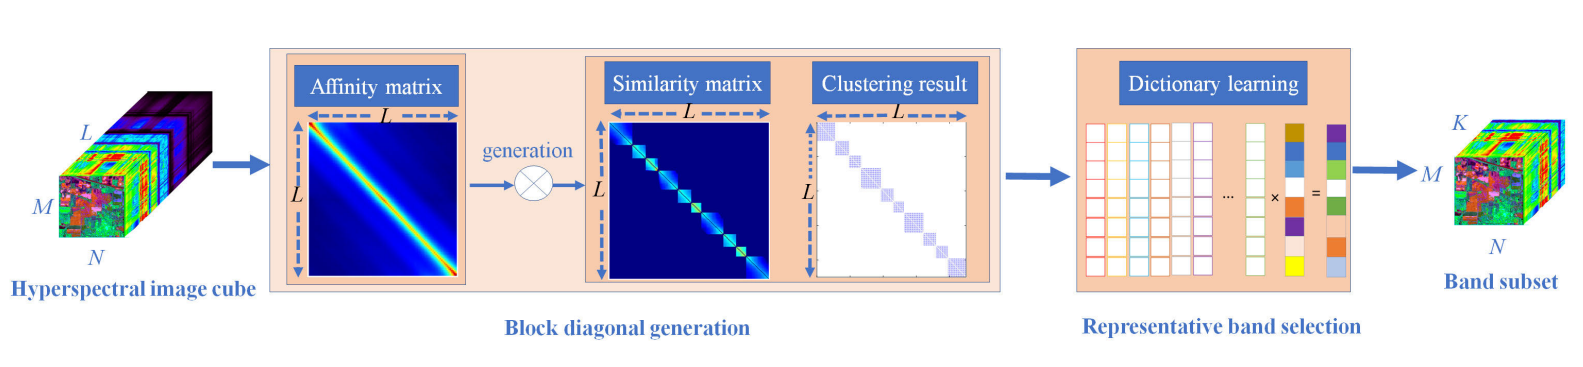 L
M
N
Hyperspectral image cube
Affinity matrix
L
L
generation
Similarity matrix
L
L
Clustering result
L
L
Block diagonal generation
Dictionary learning
...
×
=
Representative band selection
K
M
N
Band subset